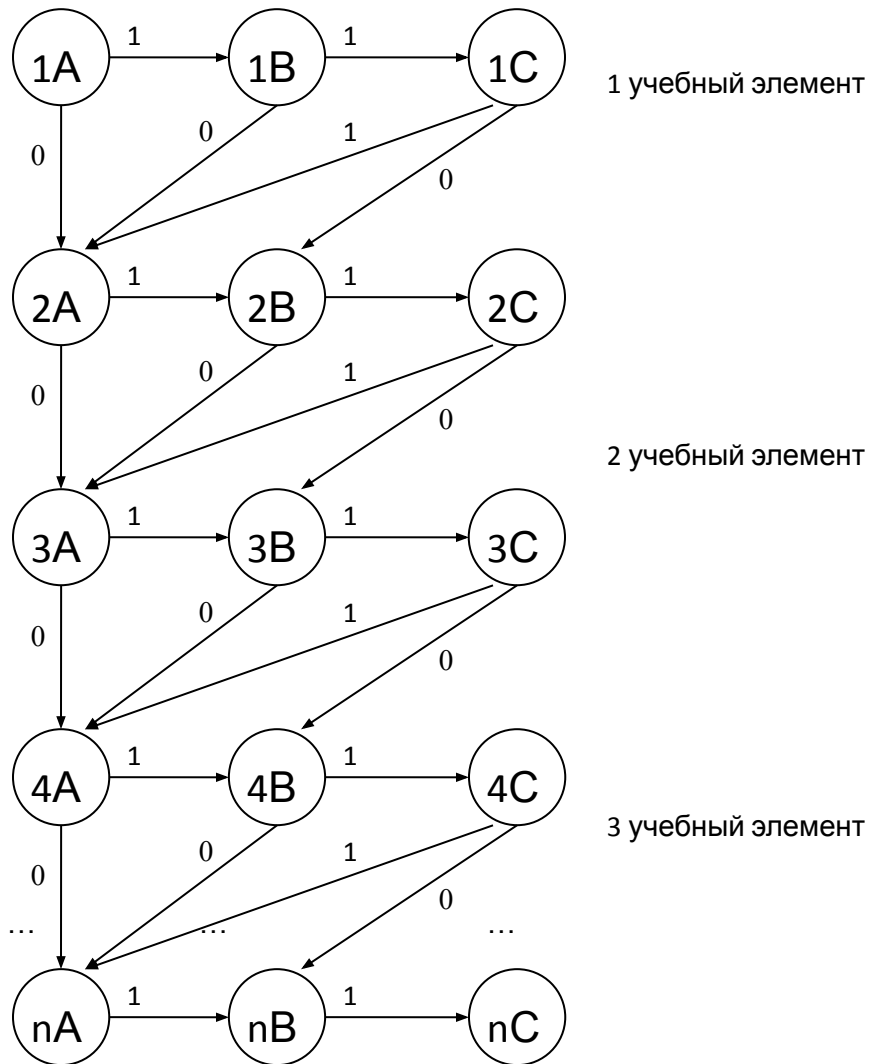 1 1
1A 1B 1C
1 учебный элемент
0 0 1 0
1 1
2A 2B 2C
0 0 1 0
2 учебный элемент
1 1
3A 3B 3C
0 0 1 0
1 1
4A 4B 4C
3 учебный элемент
0 0 1 0
… … …
1 1
nA nB nC